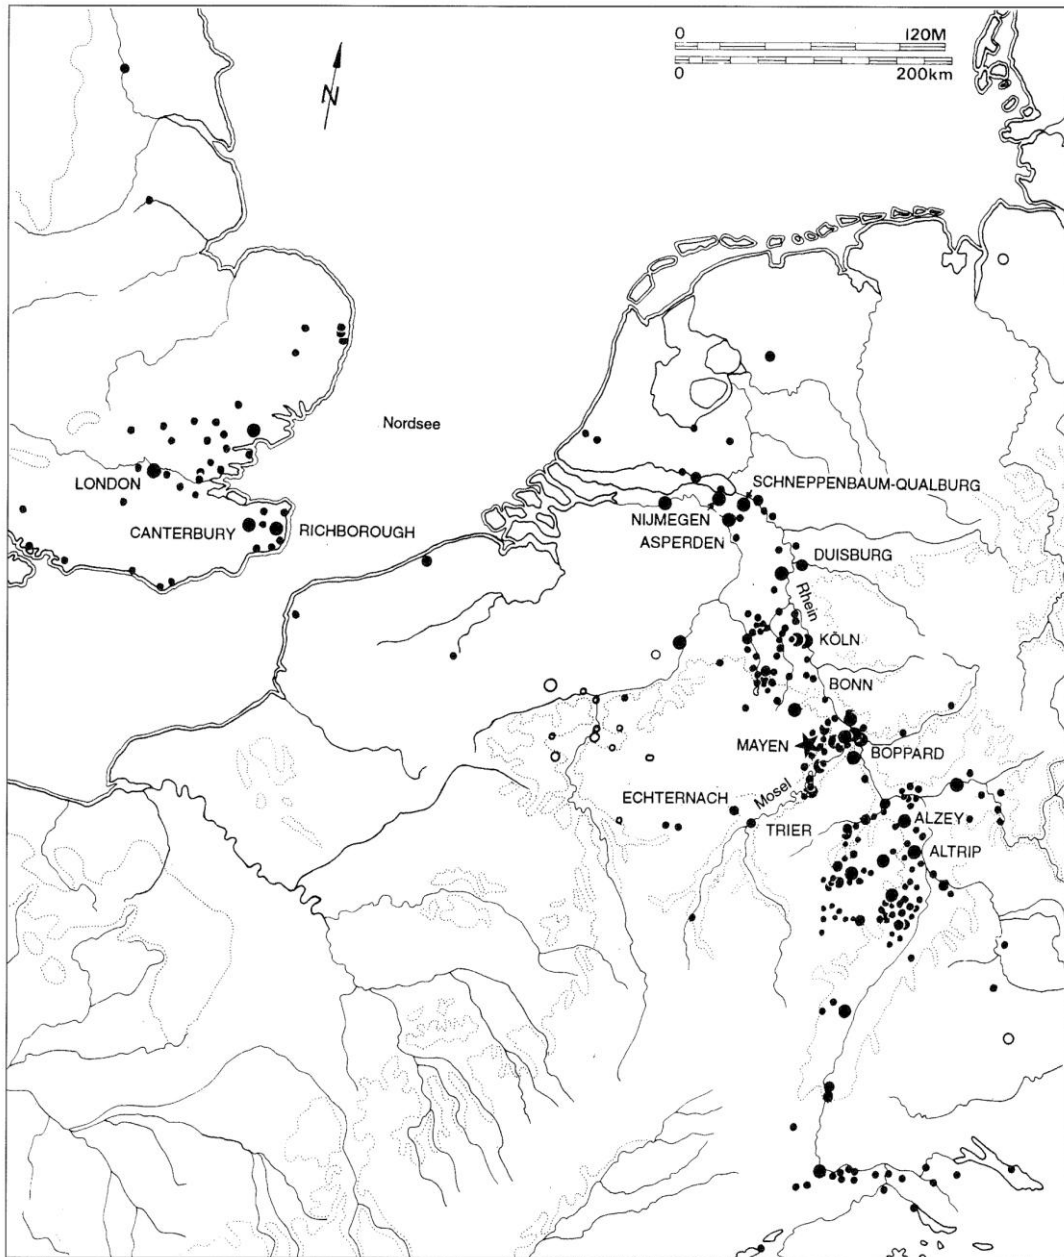 0 120M
0 200km
N
Nordsee
LONDON
CANTERBURY
RICHBOROUGH
SCHNEPPENBAUM-QUALBURG
NIJMEGEN
ASPERDEN
DUISBURG
Rhein
KÖLN
BONN
MAYEN
BOPPARD
ECHTERNACH
Mosel
TRIER
ALZEY
ALTRIP